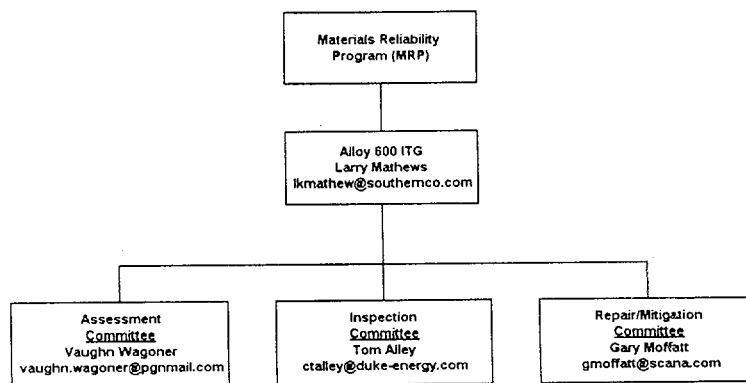 Materials Reliability
Program (MRP)
Alloy 600 ITG
Larry Mathews
lkmathew@southernco.com
Assessment
Committee
Vaughn Wagoner
vaughn.wagoner@pgnmail.com
Inspection
Committee
Tom Alley
ctalley@duke-energy.com
Repair/Mitigation
Committee
Gary Moffatt
gmoffatt@scana.com